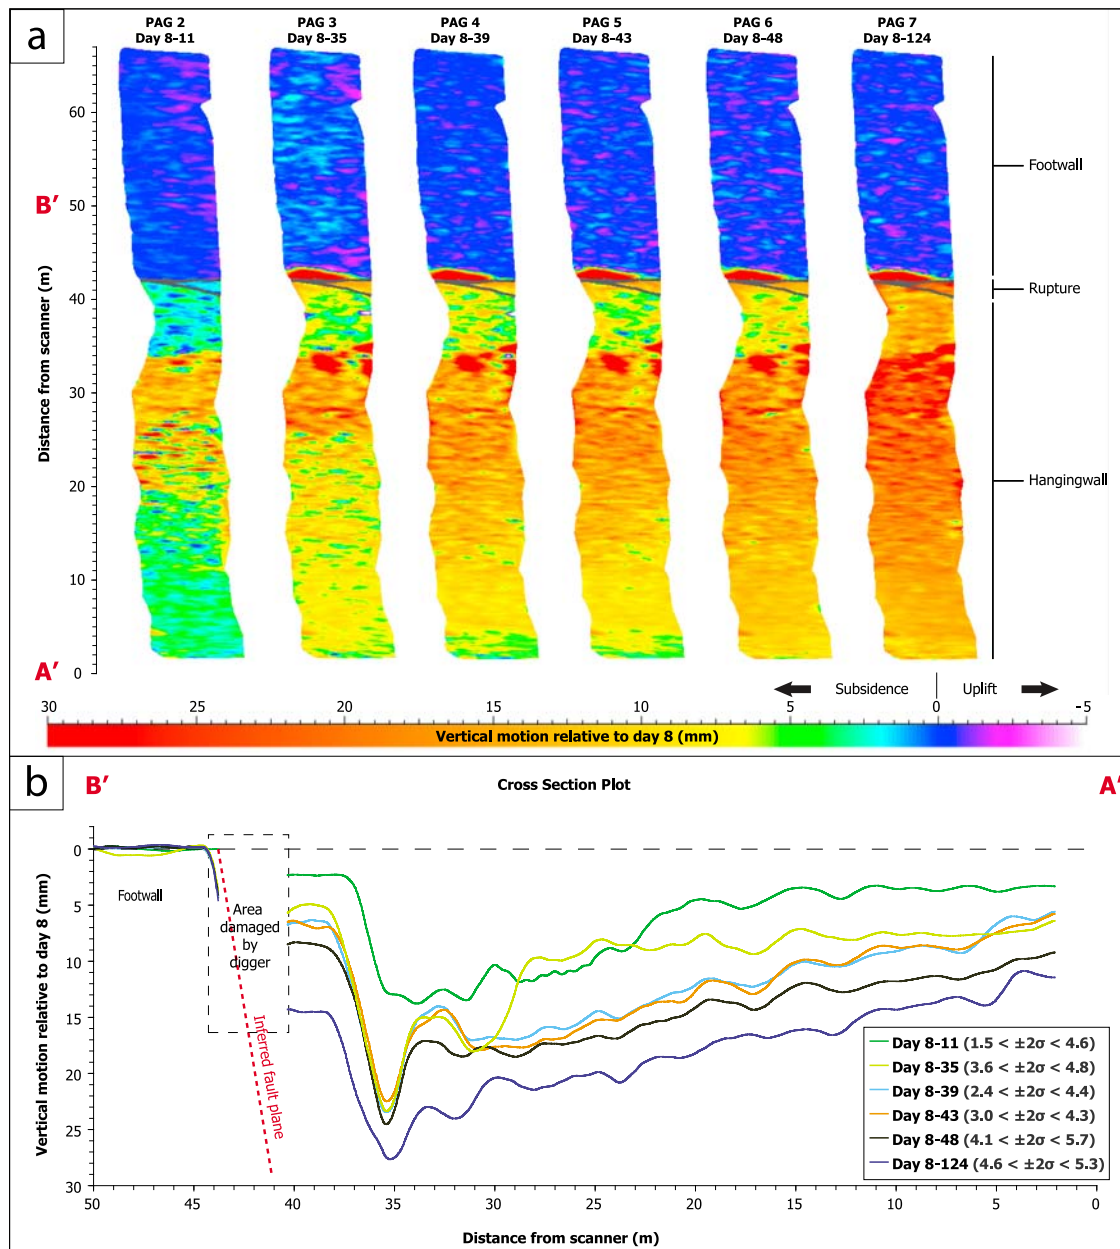 a
PAG 2
Day 8-11
PAG 3
Day 8-35
PAG 4
Day 8-39
PAG 5
Day 8-43
PAG 6
Day 8-48
PAG 7
Day 8-124
Distance from scanner (m)
60
50
40
30
20
10
0
B′
A′
Footwall
Rupture
Hangingwall
Subsidence
Uplift
30
25
20
15
10
5
0
-5
Vertical motion relative to day 8 (mm)
b
B′
Cross Section Plot
A′
Vertical motion relative to day 8 (mm)
0
5
10
15
20
25
30
Footwall
Area
damaged
by
digger
Inferred fault plane
Day 8-11 (1.5 < ±2σ < 4.6)
Day 8-35 (3.6 < ±2σ < 4.8)
Day 8-39 (2.4 < ±2σ < 4.4)
Day 8-43 (3.0 < ±2σ < 4.3)
Day 8-48 (4.1 < ±2σ < 5.7)
Day 8-124 (4.6 < ±2σ < 5.3)
50
45
40
35
30
25
20
15
10
5
0
Distance from scanner (m)